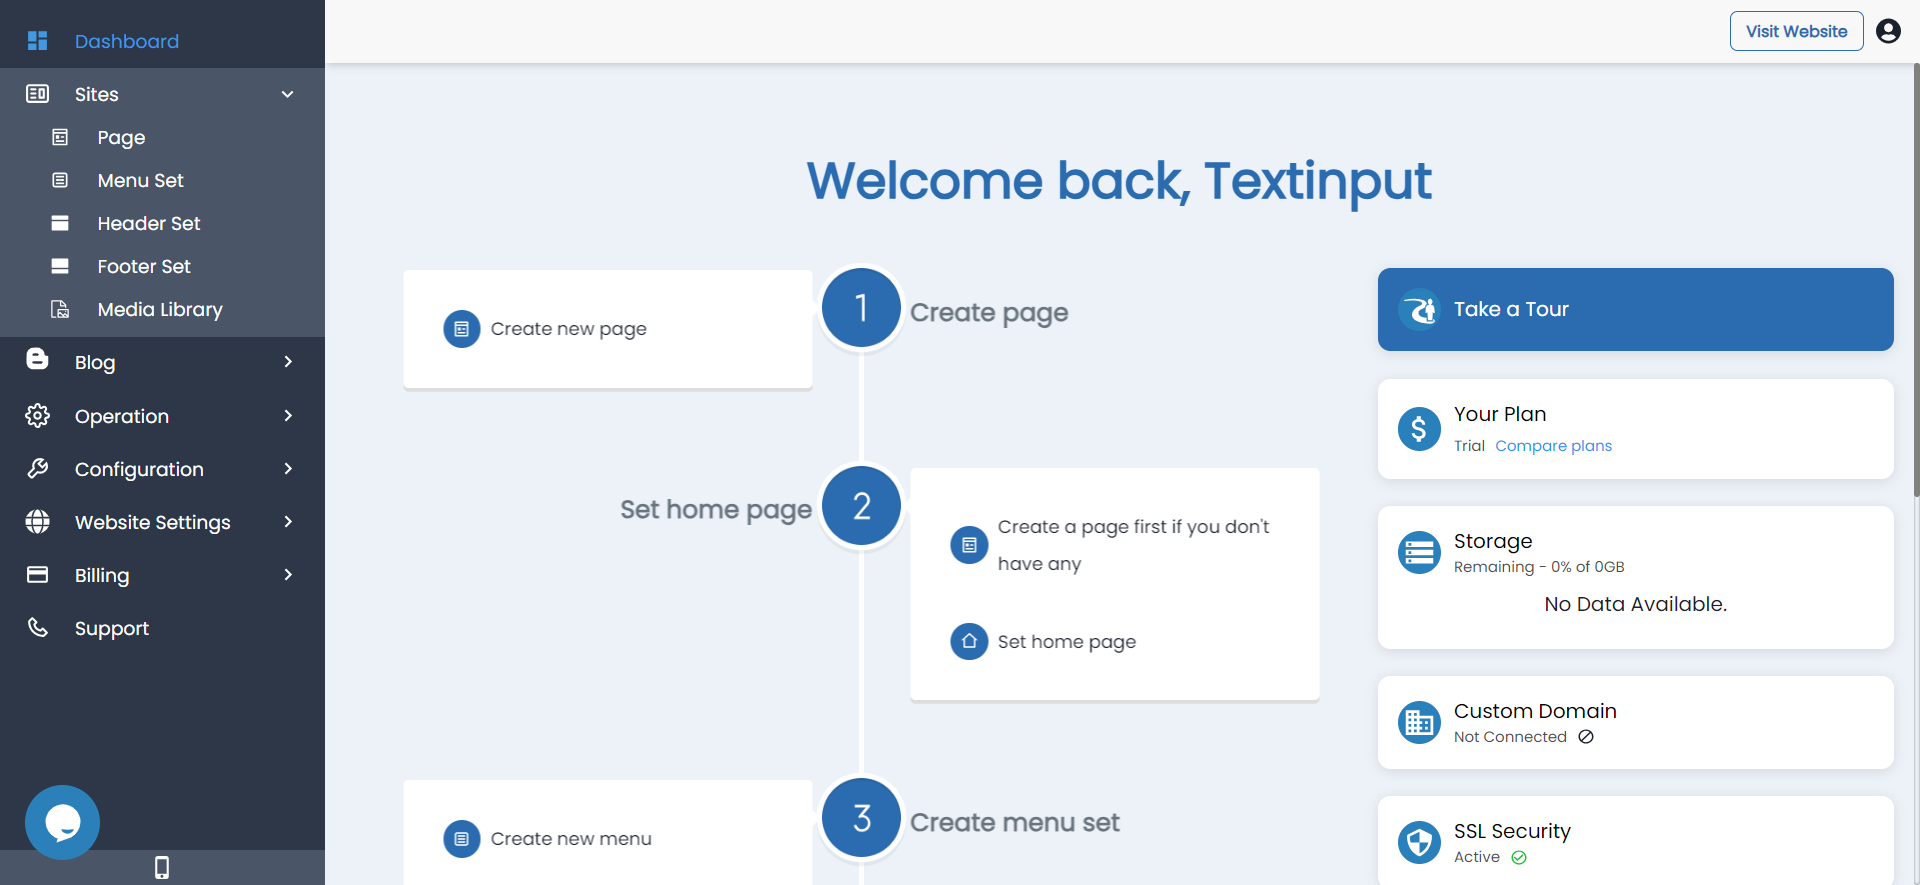 Dashboard
Sites
Page
Menu Set
Header Set
Footer Set
Media Library
Blog
Operation
Configuration
Website Settings
Billing
Support
Visit Website
Welcome back, Textinput
Create new page
1
Create page
Set home page
2
Create a page first if you don't
have any
Set home page
Create new menu
3
Create menu set
Take a Tour
Your Plan
Trial Compare plans
Storage
Remaining - 0% of 0GB
No Data Available.
Custom Domain
Not Connected
SSL Security
Active